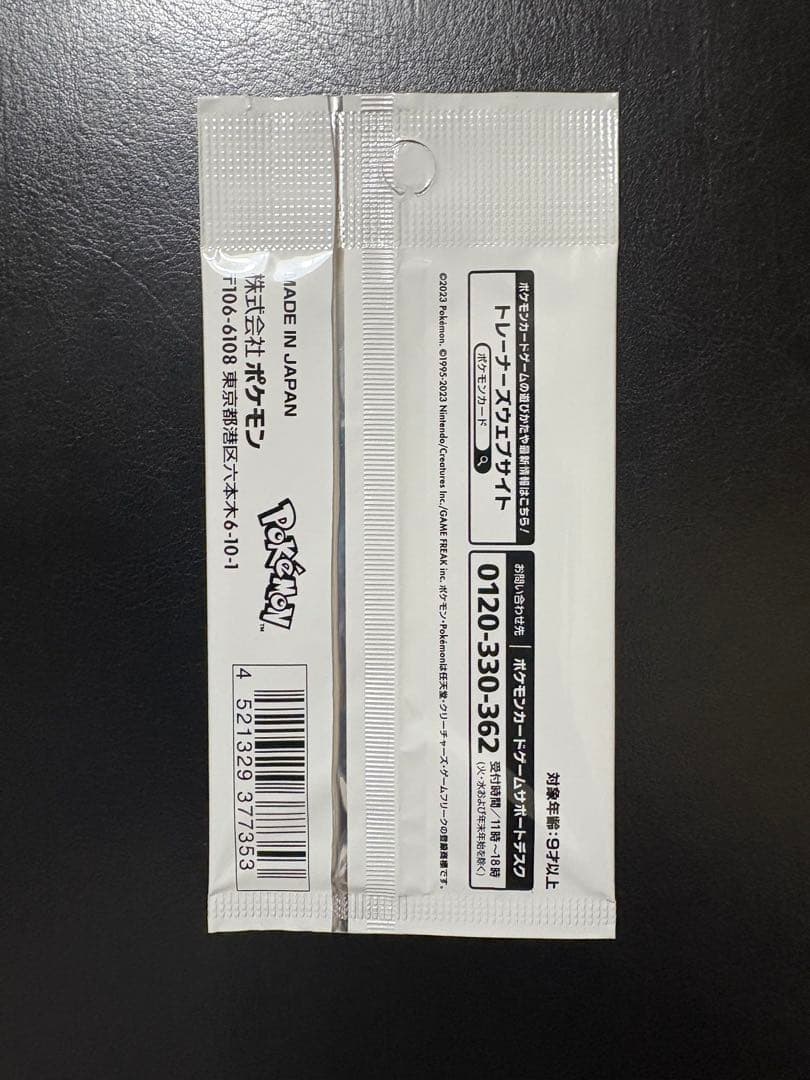 対象年齢：9才以上
ポケモンカードゲームの遊びかたや最新情報はこちら！
トレーナーズウェブサイト
ポケモンカード
お問い合わせ先 | ポケモンカードゲームサポートデスク
0120-330-362
受付時間／11時～18時
(火・水および年末年始を除く)
©2023 Pokémon. ©1995-2023 Nintendo/Creatures Inc./GAME FREAK inc. ポケモン・Pokémonは任天堂・クリーチャーズ・ゲームフリークの登録商標です。
MADE IN JAPAN
株式会社 ポケモン
〒106-6108 東京都港区六本木6-10-1
Pokémon™
4 521329 377353